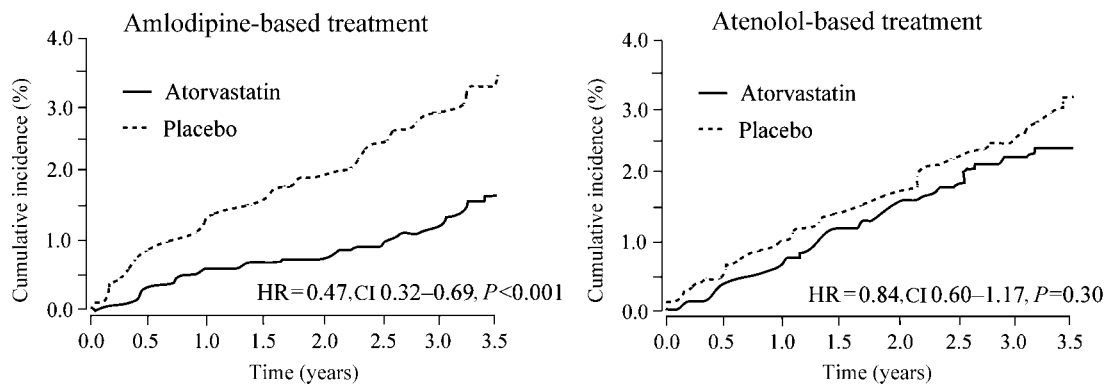 Amlodipine-based treatment
4.0
3.0
2.0
1.0
0.0
Cumulative incidence (%)
Atorvastatin
Placebo
HR=0.47, CI 0.32–0.69, P<0.001
0.0 0.5 1.0 1.5 2.0 2.5 3.0 3.5
Time (years)
Atenolol-based treatment
4.0
3.0
2.0
1.0
0.0
Cumulative incidence (%)
Atorvastatin
Placebo
HR=0.84, CI 0.60–1.17, P=0.30
0.0 0.5 1.0 1.5 2.0 2.5 3.0 3.5
Time (years)